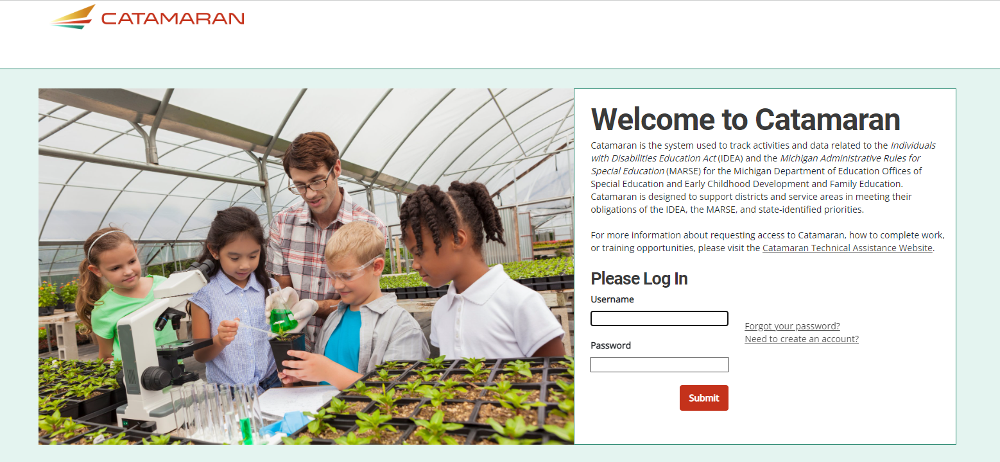 CATAMARAN
Welcome to Catamaran
Catamaran is the system used to track activities and data related to the Individuals
with Disabilities Education Act (IDEA) and the Michigan Administrative Rules for
Special Education (MARSE) for the Michigan Department of Education Offices of
Special Education and Early Childhood Development and Family Education.
Catamaran is designed to support districts and service areas in meeting their
obligations of the IDEA, the MARSE, and state-identified priorities.
For more information about requesting access to Catamaran, how to complete work,
or training opportunities, please visit the Catamaran Technical Assistance Website.
Please Log In
Username
Forgot your password?
Need to create an account?
Password
Submit